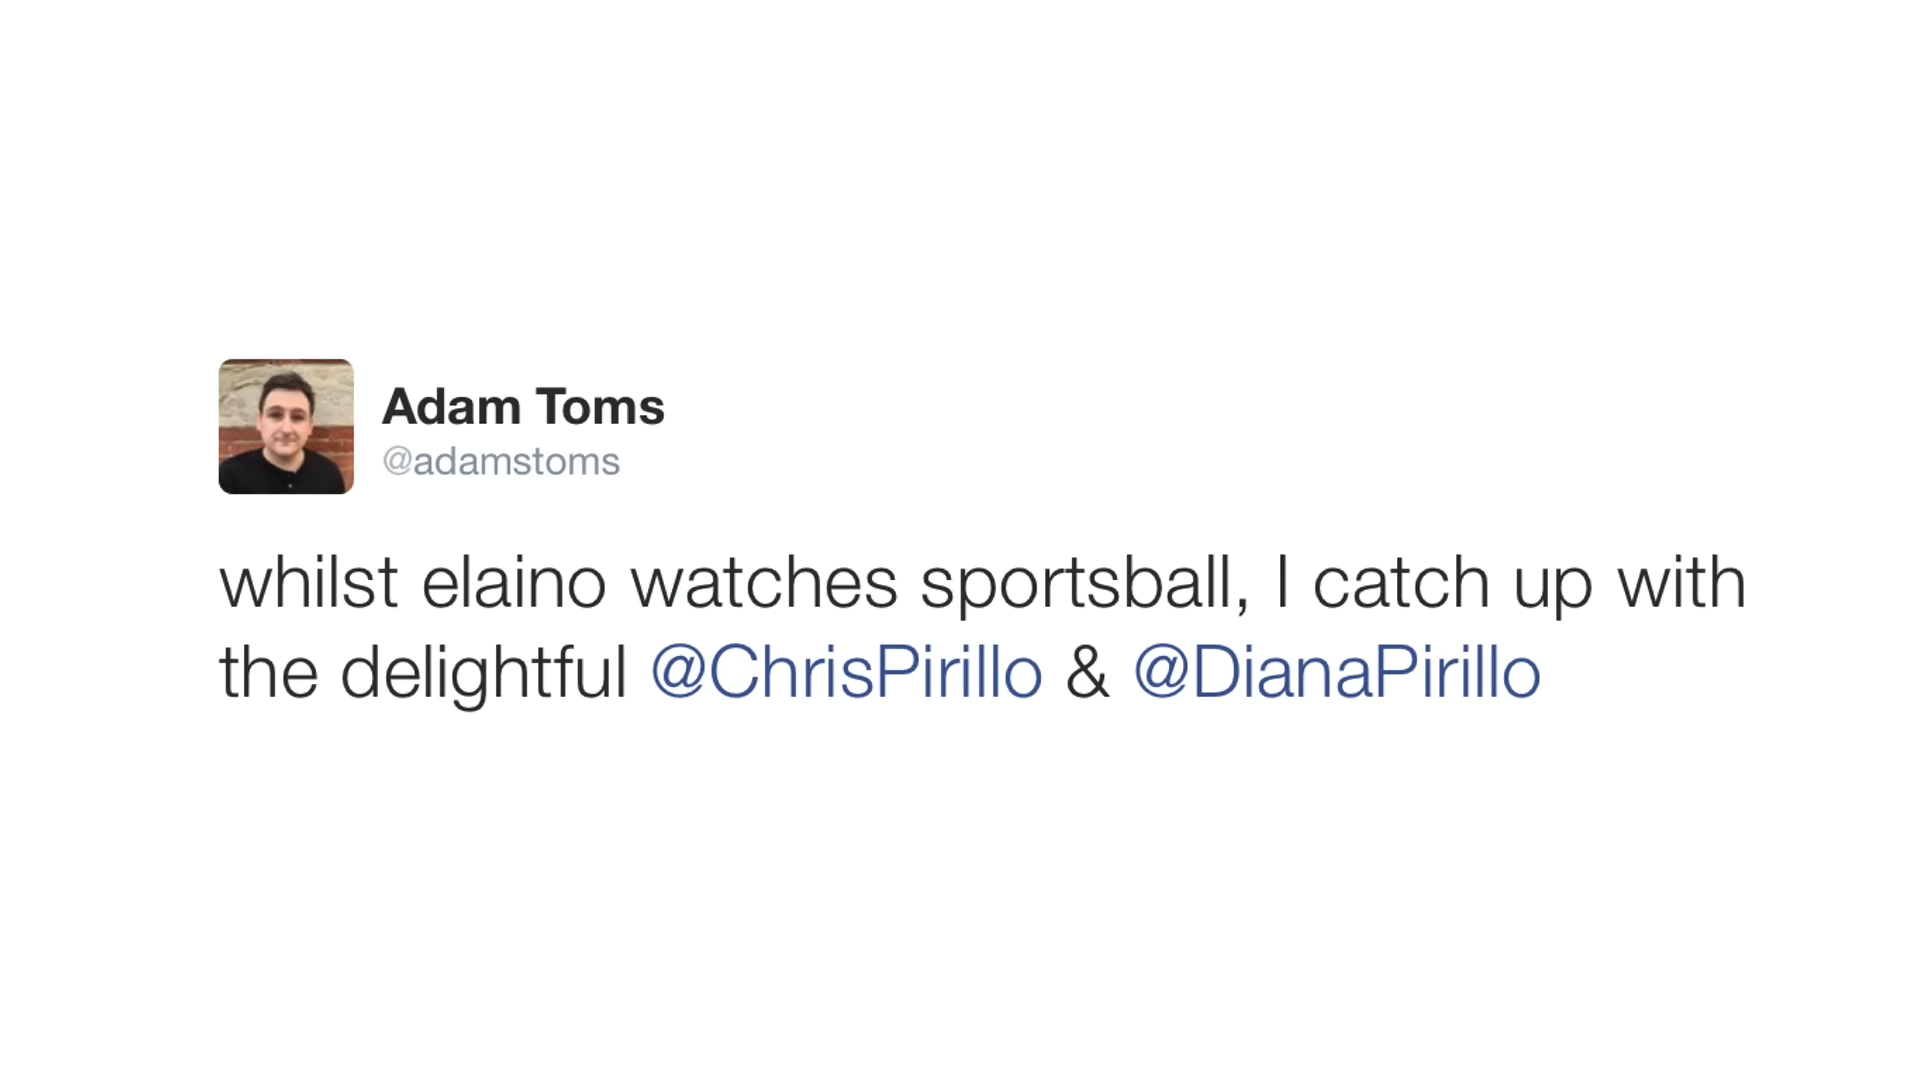 Adam Toms
@adamstoms
whilst elaino watches sportsball, I catch up with
the delightful @ChrisPirillo & @DianaPirillo